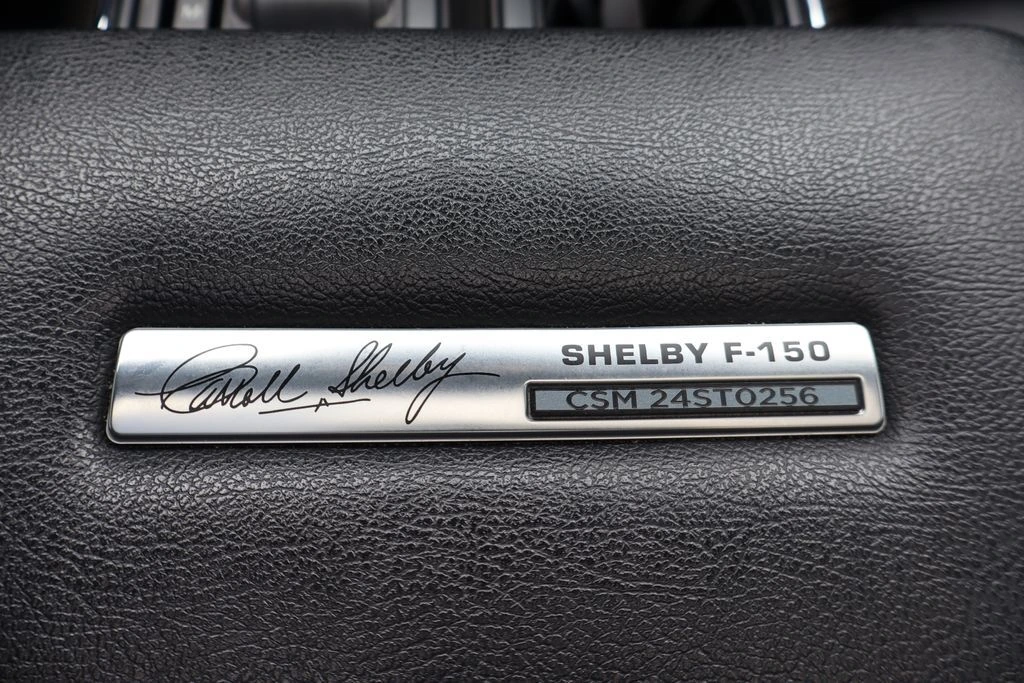 Carroll Shelby
SHELBY F-150
CSM 24ST0256